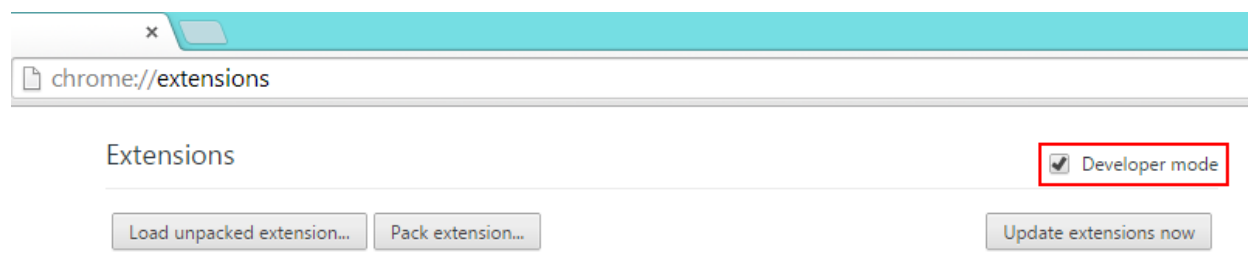 chrome://extensions
Extensions
Developer mode
Load unpacked extension... Pack extension... Update extensions now